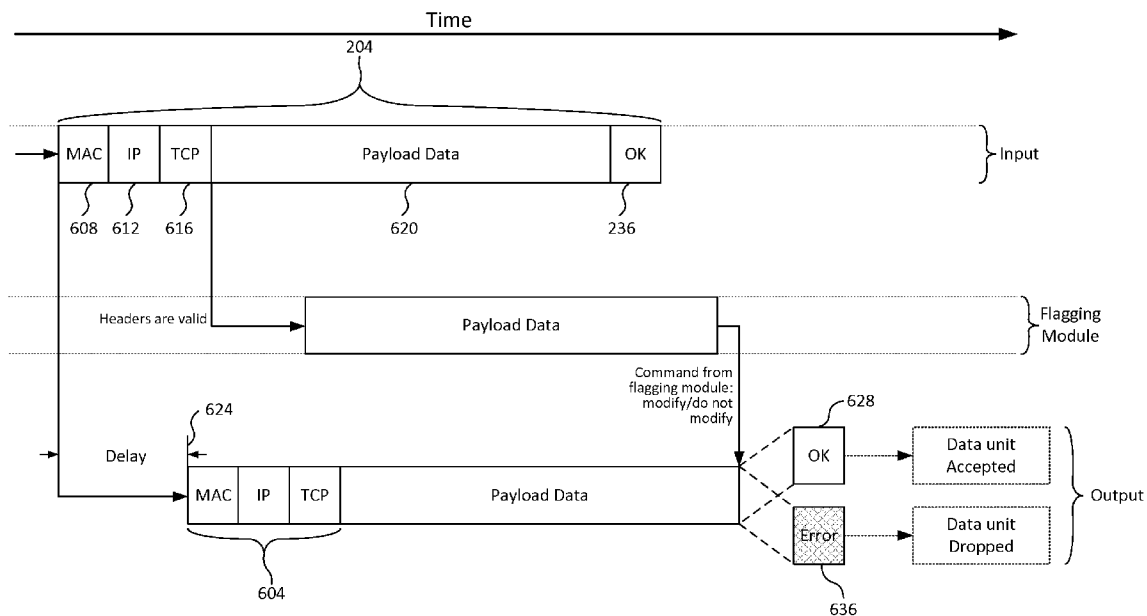 Time
204
MAC IP TCP Payload Data OK
Input
608 612 616 620 236
Headers are valid
Payload Data
Flagging
Module
Command from
flagging module:
modify/do not
modify
624
628
Delay
MAC IP TCP Payload Data
OK
Data unit
Accepted
Output
Error
Data unit
Dropped
604
636